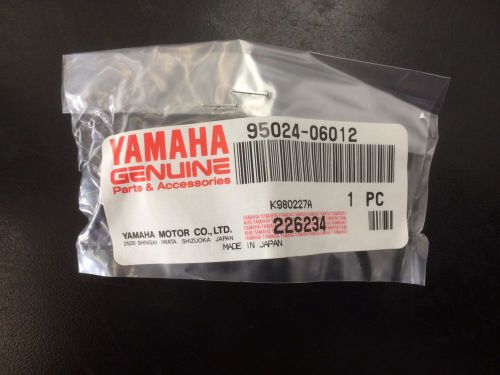 YAMAHA
GENUINE
Parts & Accessories
95024-06012
K980227A
1 PC
226234
YAMAHA MOTOR CO.,LTD.
2500 SHINGAI IWATA SHIZUOKA JAPAN
MADE IN JAPAN